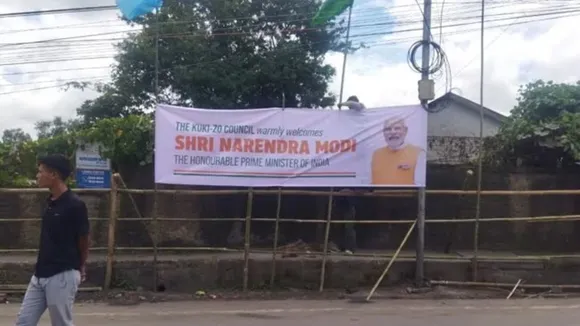 THE KUKI-ZO COUNCIL warmly welcomes
SHRI NARENDRA MODI
THE HONOURABLE PRIME MINISTER OF INDIA